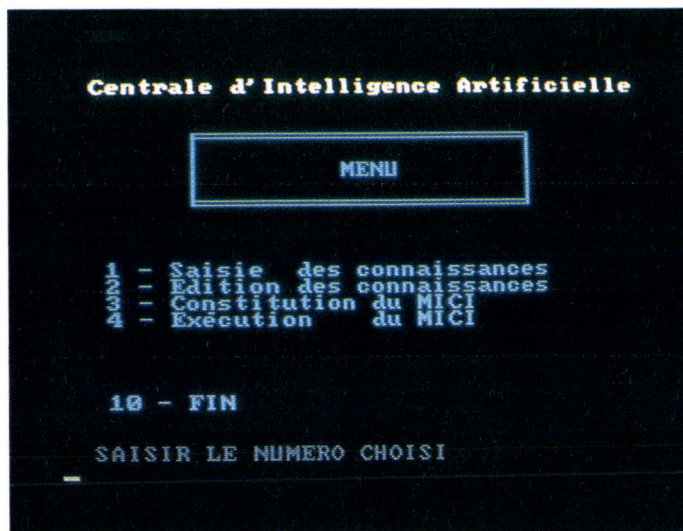 Centrale d'Intelligence Artificielle
MENU
1 - Saisie des connaissances
2 - Edition des connaissances
3 - Constitution du MICI
4 - Exécution du MICI
10 - FIN
SAISIR LE NUMERO CHOISI